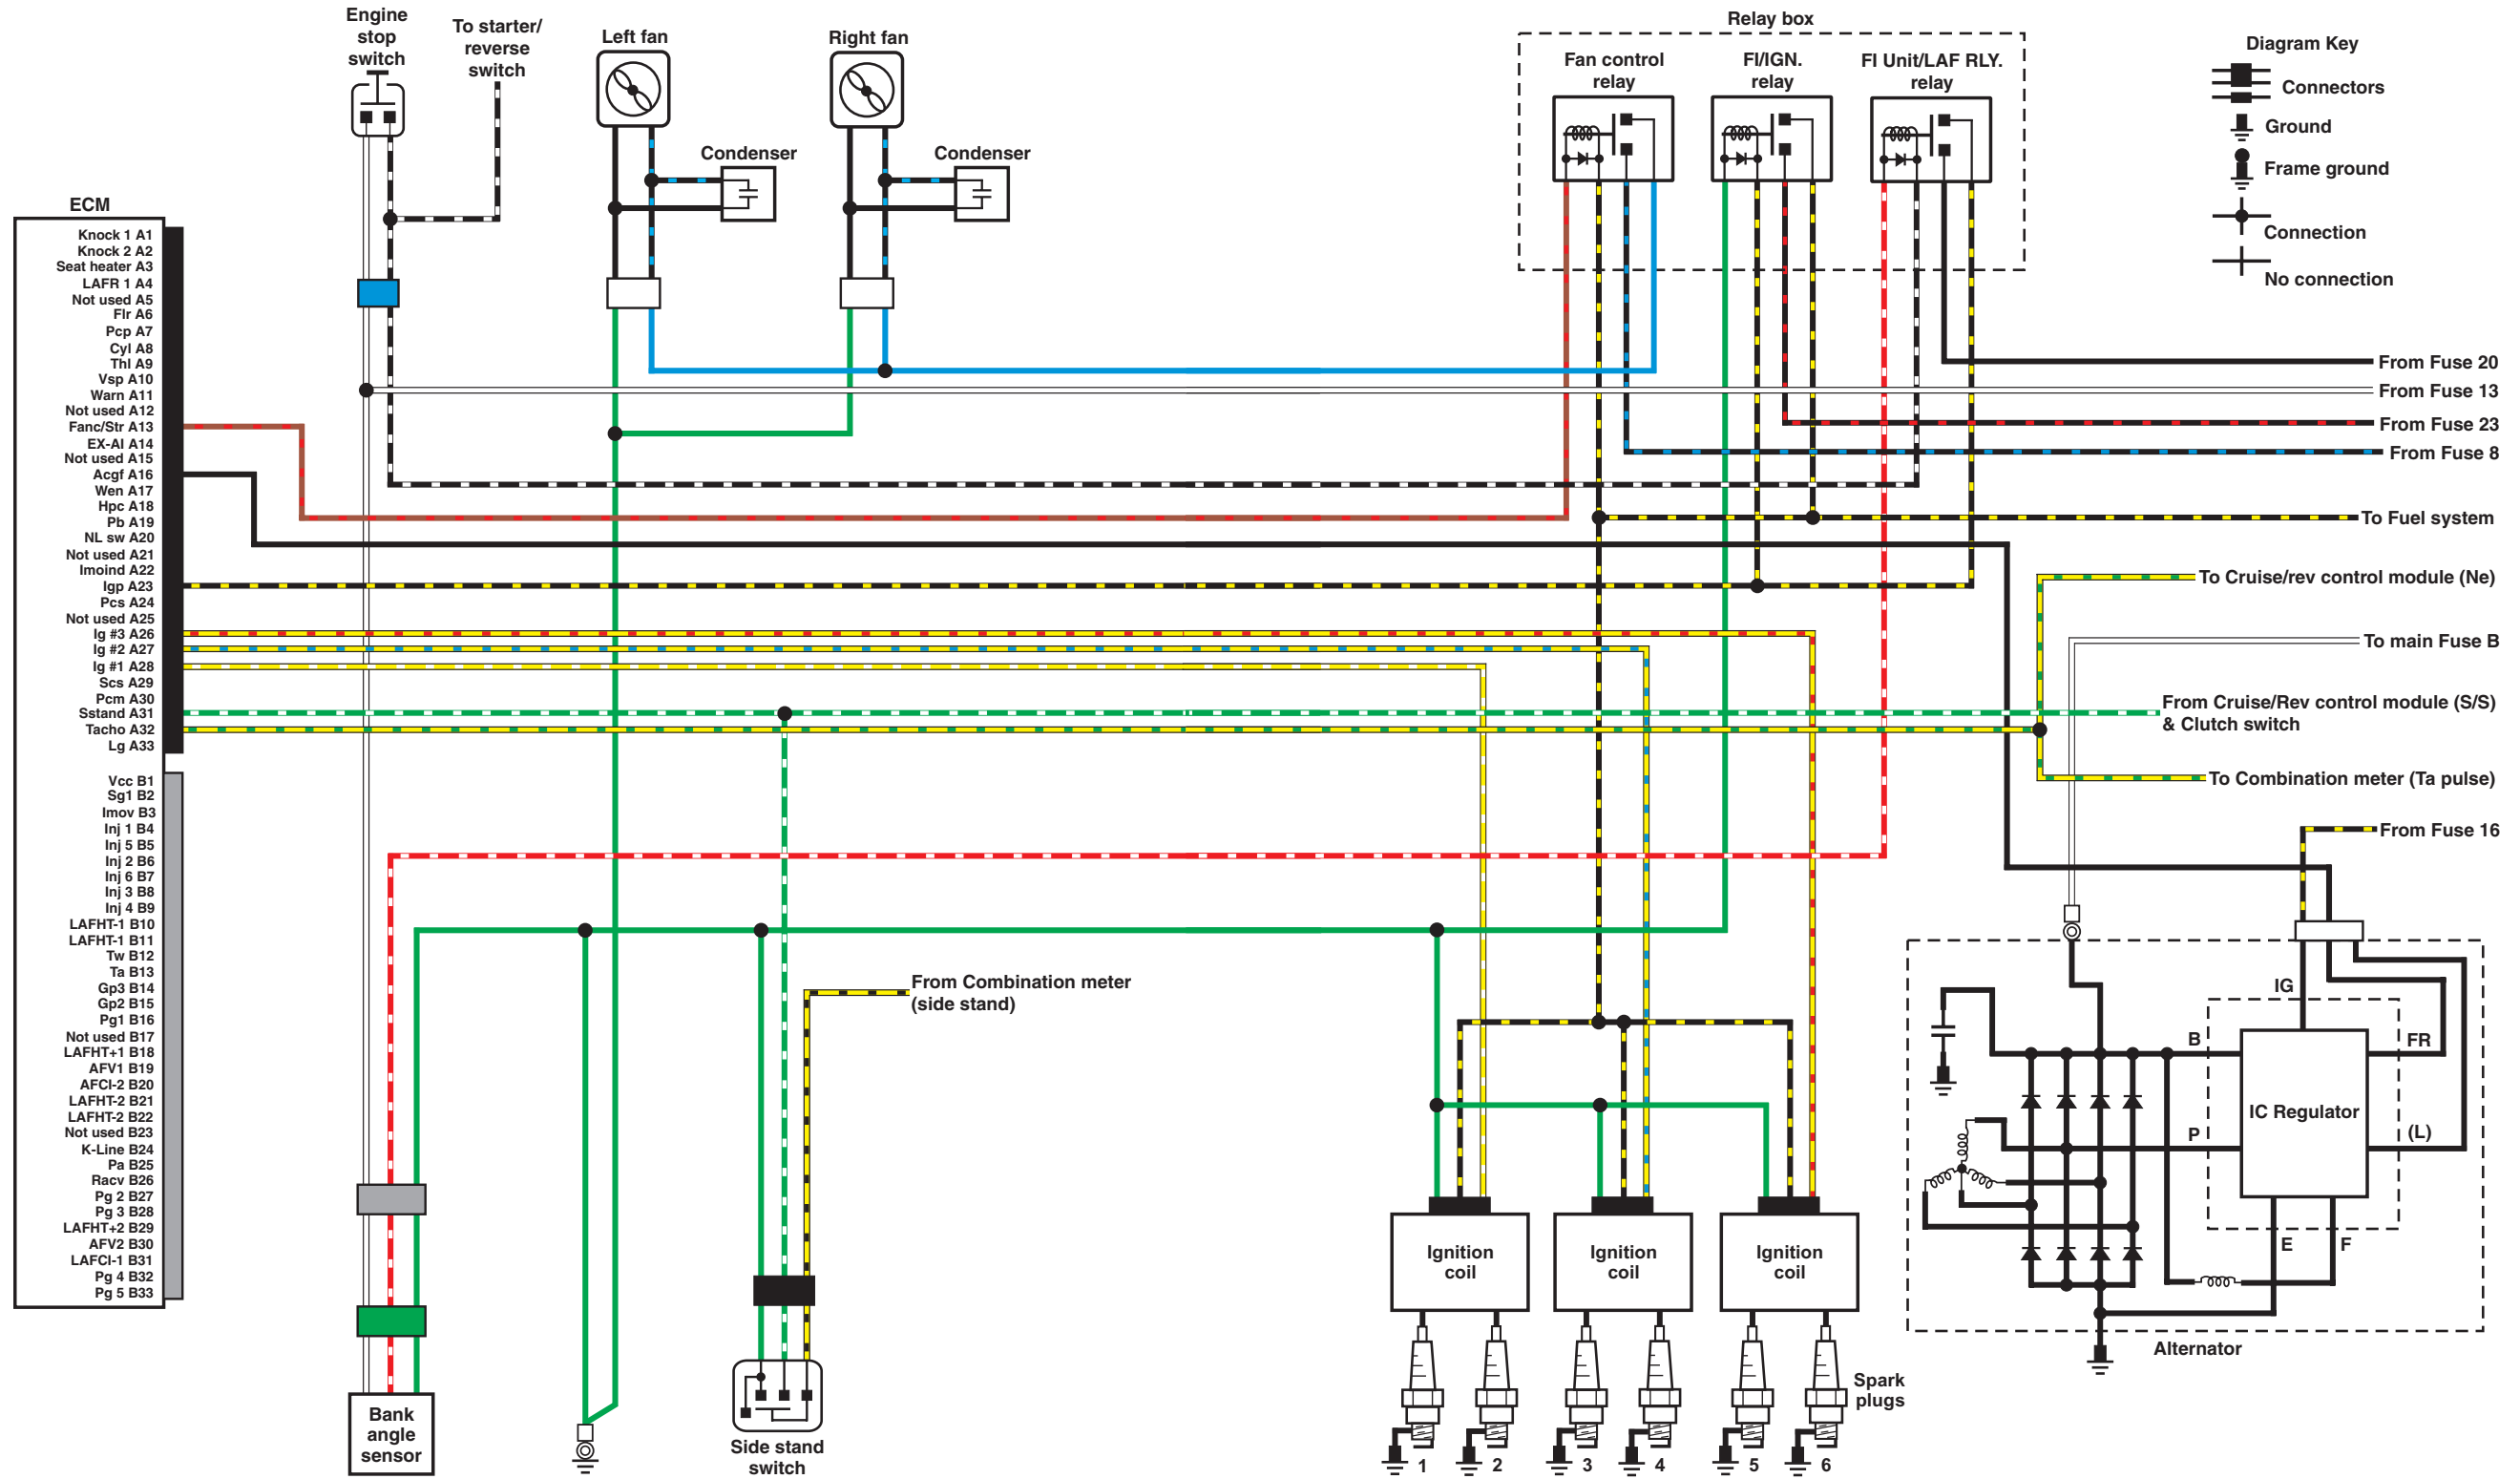 Engine
stop
switch
To starter/
reverse
switch
Left fan
Right fan
Condenser
Condenser
Relay box
Fan control
relay
FI/IGN.
relay
FI Unit/LAF RLY.
relay
Diagram Key
Connectors
Ground
Frame ground
Connection
No connection
ECM
Knock 1 A1
Knock 2 A2
Seat heater A3
LAFR 1 A4
Not used A5
Flr A6
Pcp A7
Cyl A8
Thl A9
Vsp A10
Warn A11
Not used A12
Fanc/Str A13
EX-AI A14
Not used A15
Acgf A16
Wen A17
Hpc A18
Pb A19
NL sw A20
Not used A21
Imoind A22
Igp A23
Pcs A24
Not used A25
Ig #3 A26
Ig #2 A27
Ig #1 A28
Scs A29
Pcm A30
Sstand A31
Tacho A32
Lg A33
Vcc B1
Sg1 B2
Imov B3
Inj 1 B4
Inj 5 B5
Inj 2 B6
Inj 6 B7
Inj 3 B8
Inj 4 B9
LAFHT-1 B10
LAFHT-1 B11
Tw B12
Ta B13
Gp3 B14
Gp2 B15
Pg1 B16
Not used B17
LAFHT+1 B18
AFV1 B19
AFCI-2 B20
LAFHT-2 B21
LAFHT-2 B22
Not used B23
K-Line B24
Pa B25
Racv B26
Pg 2 B27
Pg 3 B28
LAFHT+2 B29
AFV2 B30
LAFCI-1 B31
Pg 4 B32
Pg 5 B33
From Fuse 20
From Fuse 13
From Fuse 23
From Fuse 8
To Fuel system
To Cruise/rev control module (Ne)
To main Fuse B
From Cruise/Rev control module (S/S)
& Clutch switch
To Combination meter (Ta pulse)
From Fuse 16
From Combination meter
(side stand)
IG
B
FR
IC Regulator
P
(L)
E
F
Alternator
Ignition
coil
Ignition
coil
Ignition
coil
Spark
plugs
1
2
3
4
5
6
Bank
angle
sensor
Side stand
switch